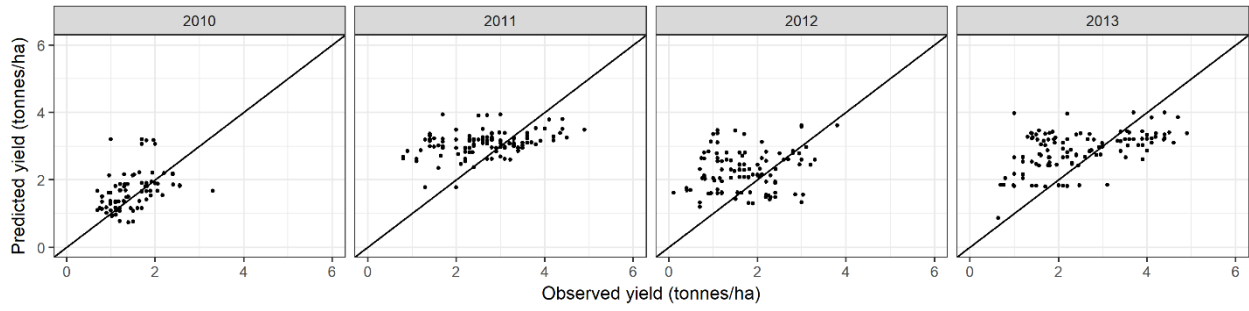 2010 2011 2012 2013
Predicted yield (tonnes/ha)
6
4
2
0
0 2 4 6 0 2 4 6 0 2 4 6 0 2 4 6
Observed yield (tonnes/ha)